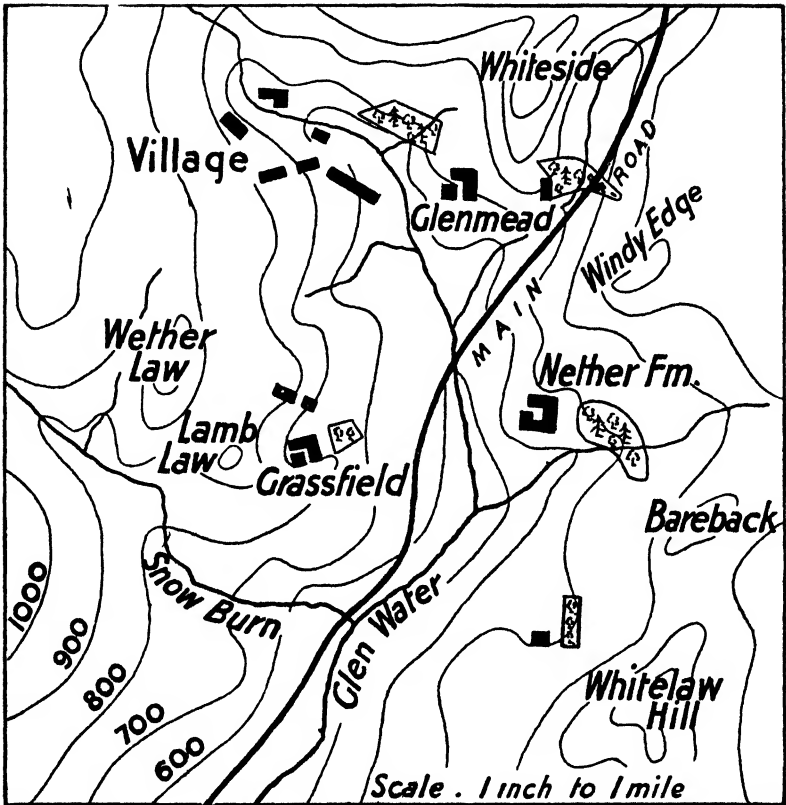 Whiteside
Village
MAIN ROAD
Glenmead
Windy Edge
Wether
Law
Nether Fm.
Lamb
Law
Grassfield
Bareback
Snow Burn
Glen Water
1000
900
800
700
600
Whitelaw
Hill
Scale . 1 inch to 1 mile